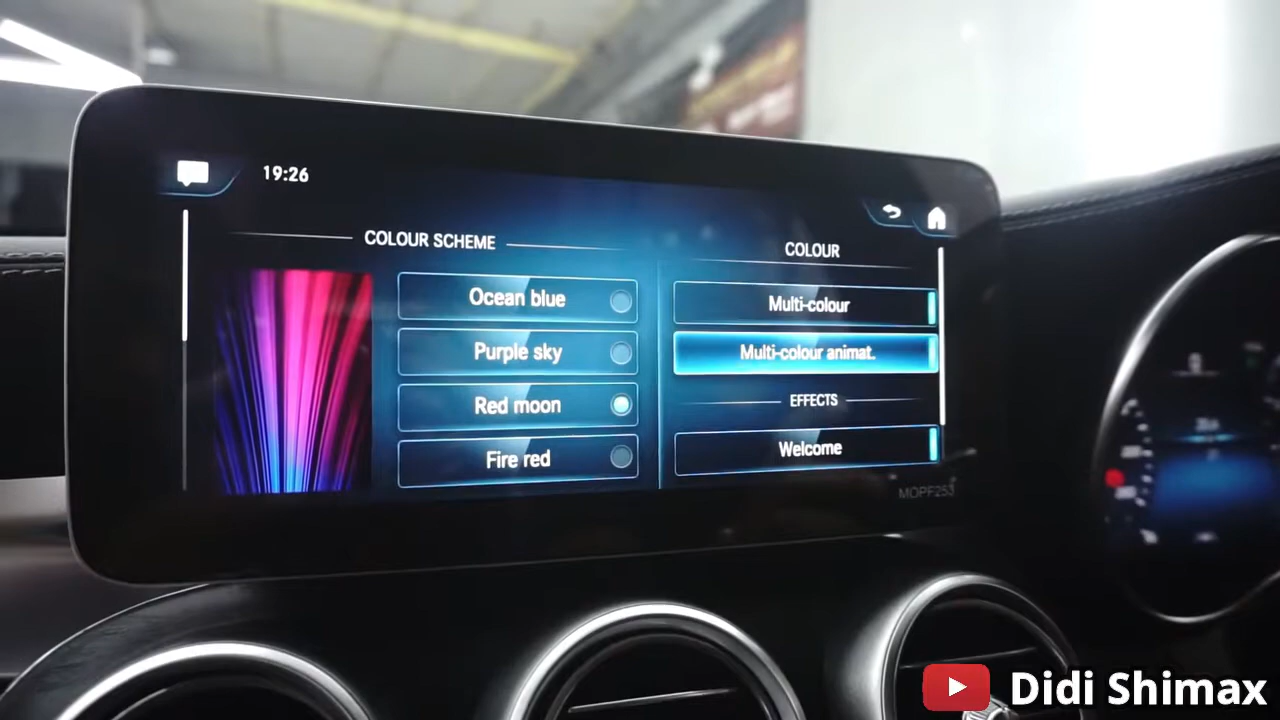 19:26
COLOUR SCHEME
Ocean blue
Purple sky
Red moon
Fire red
COLOUR
Multi-colour
Multi-colour animat.
EFFECTS
Welcome
MOPF253
Didi Shimax